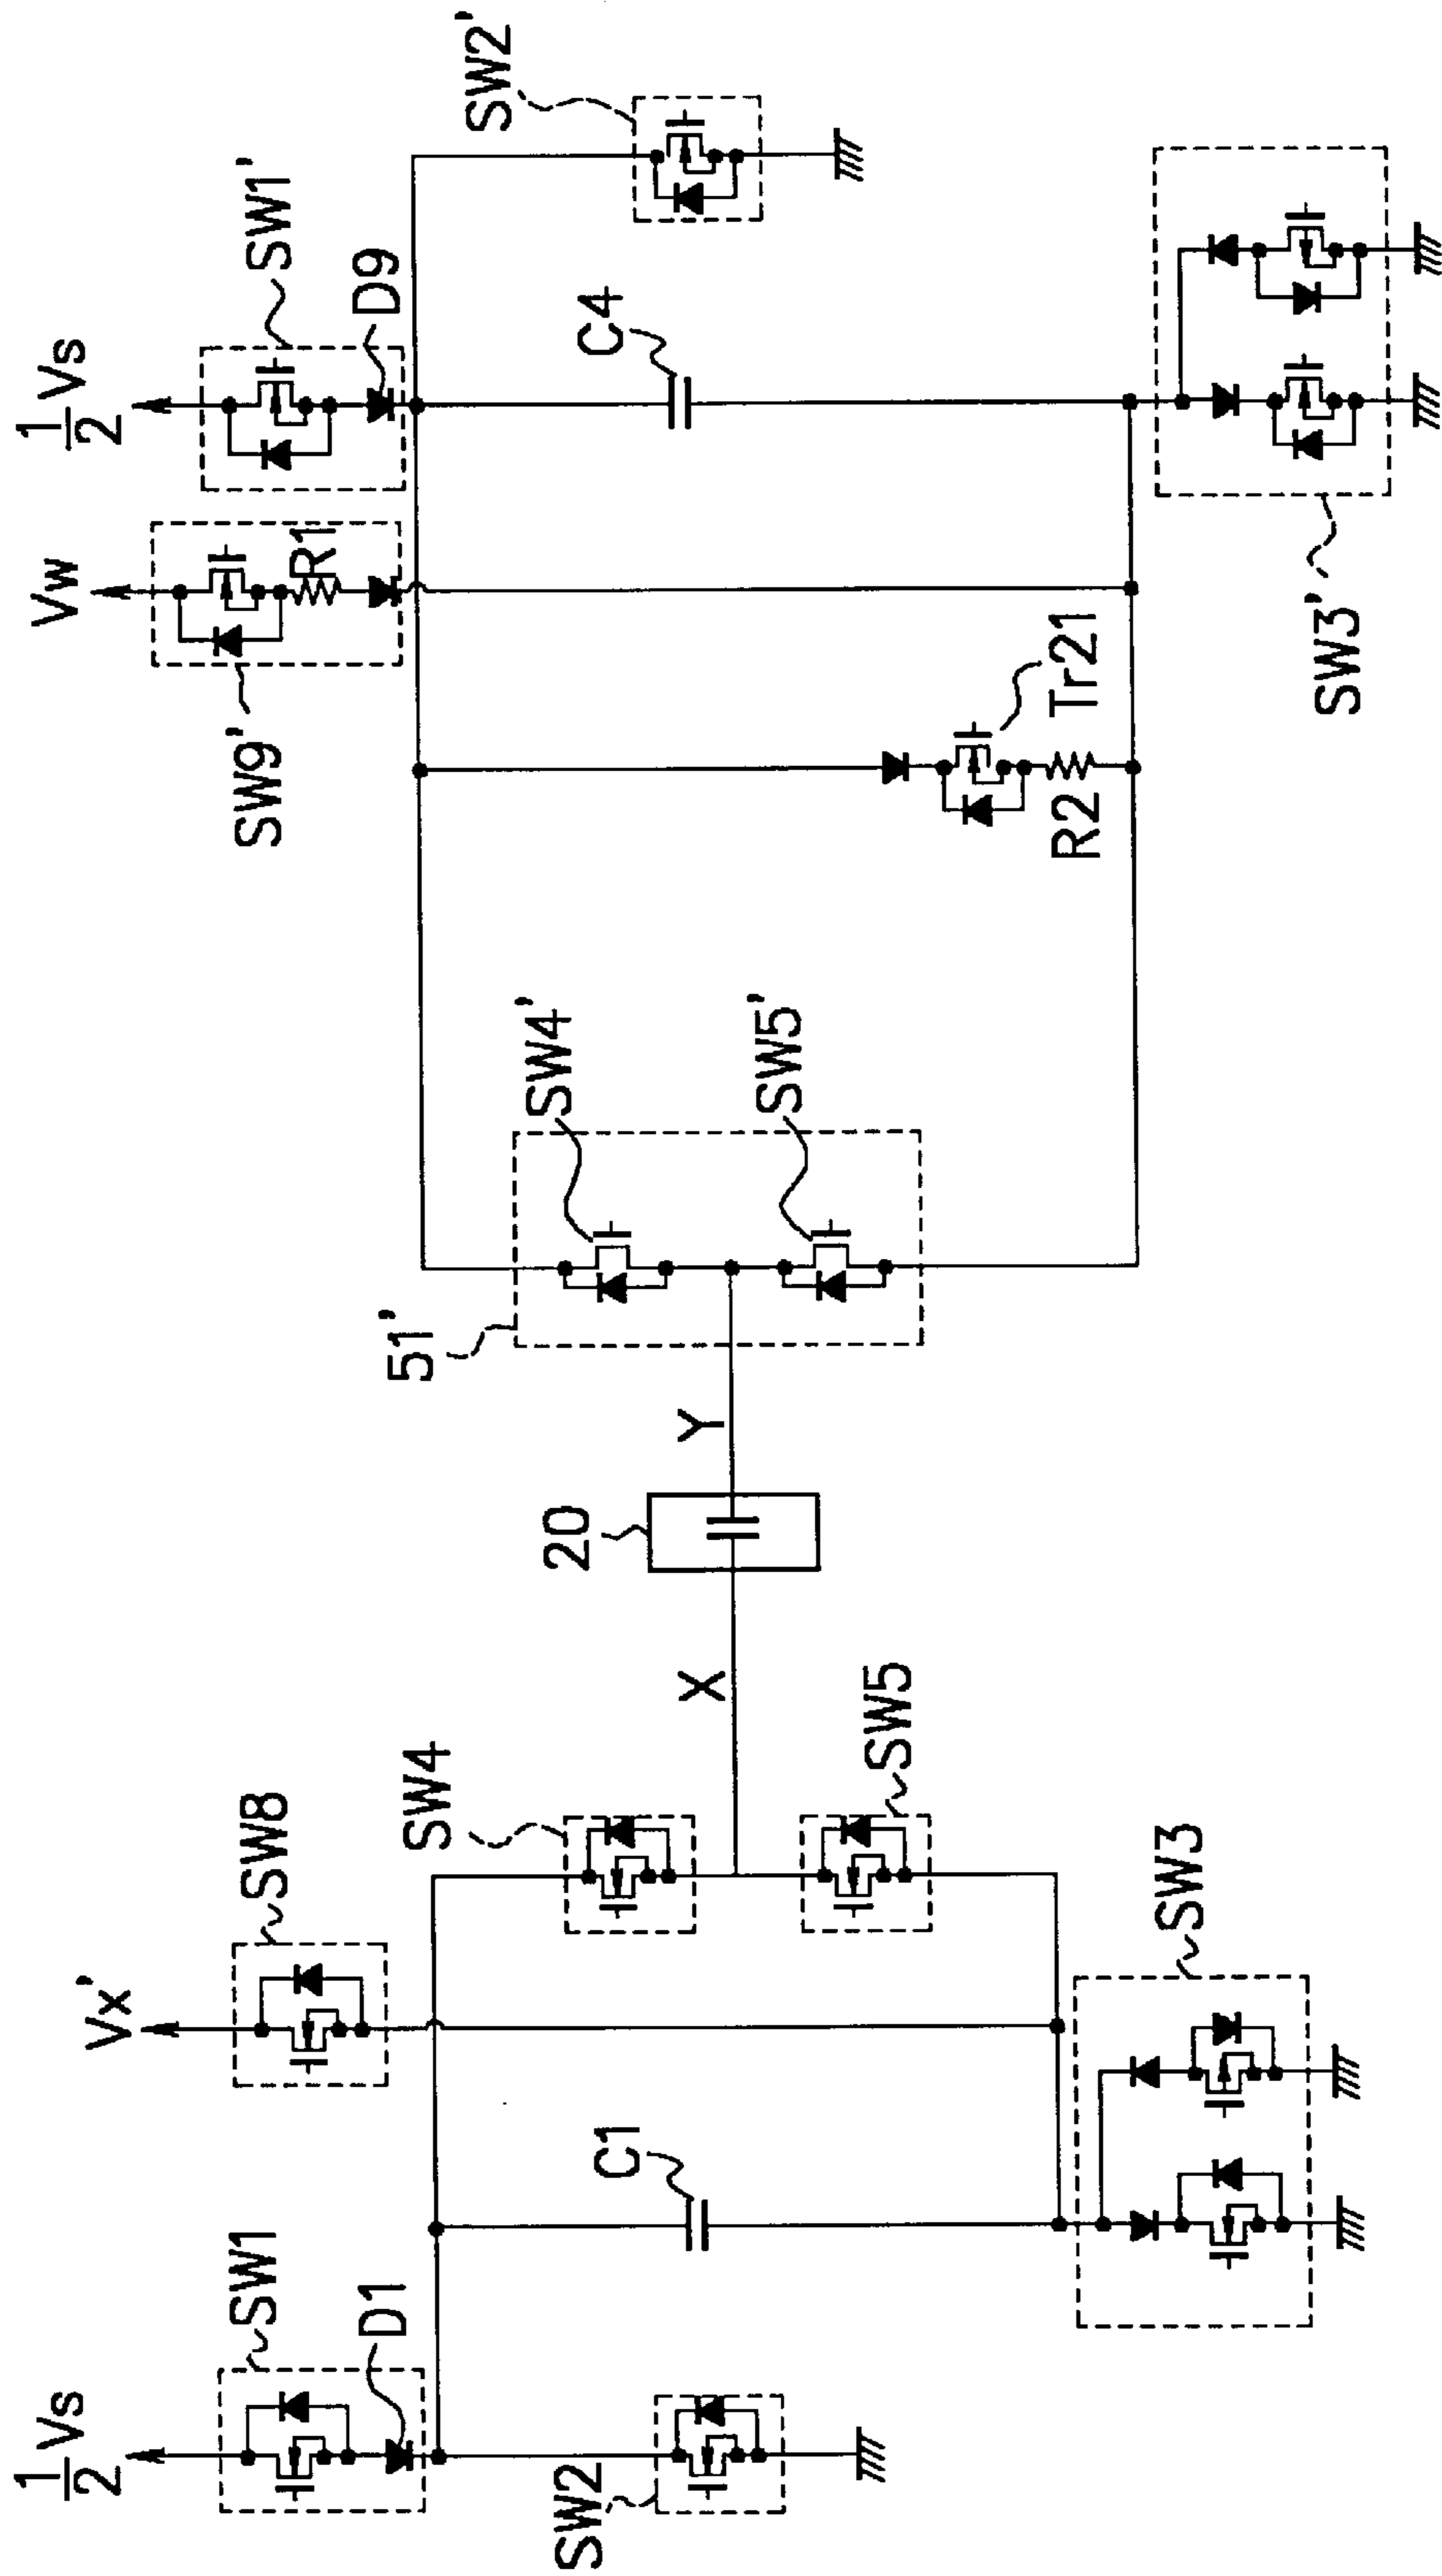 1/2 Vs
SW1
D1
SW2
C1
Vx'
SW8
SW4
SW5
SW3
X
20
Y
51'
SW4'
SW5'
Vw
SW9'
R1
Tr21
R2
1/2 Vs
SW1'
D9
C4
SW2'
SW3'